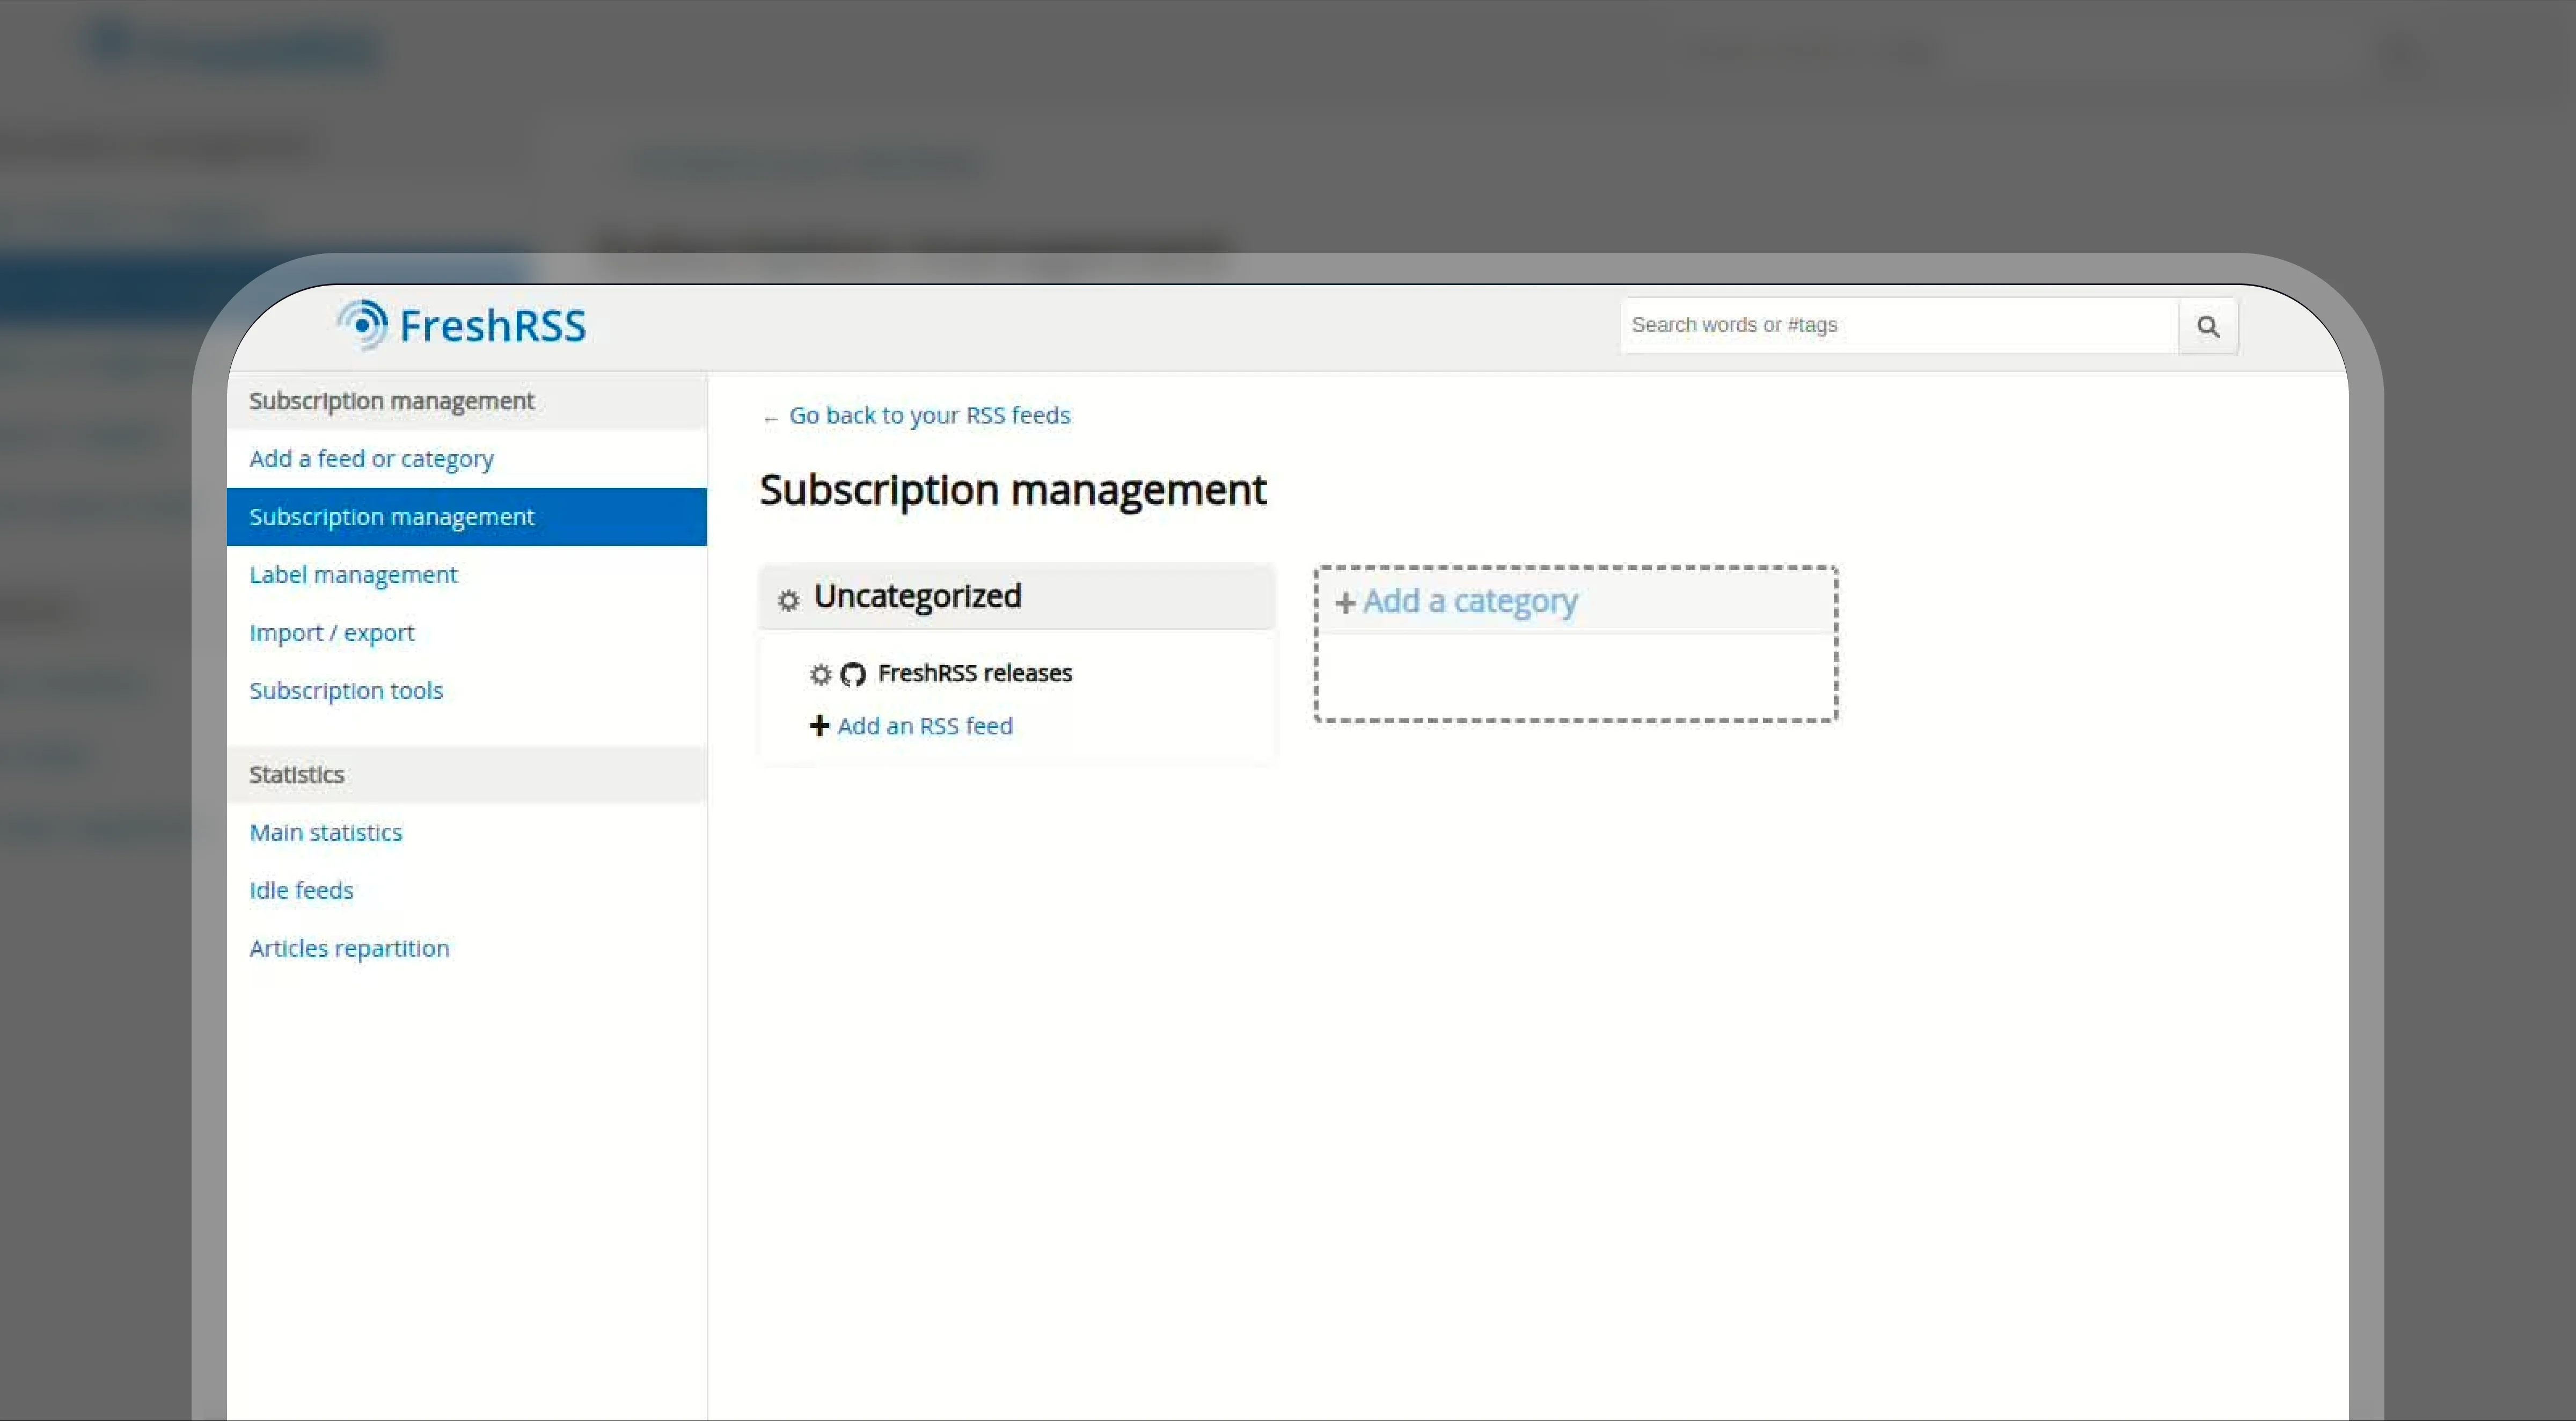 FreshRSS
Search words or #tags
Subscription management
Add a feed or category
Subscription management
Label management
Import / export
Subscription tools
Statistics
Main statistics
Idle feeds
Articles repartition
← Go back to your RSS feeds
Subscription management
Uncategorized
FreshRSS releases
+ Add an RSS feed
+ Add a category